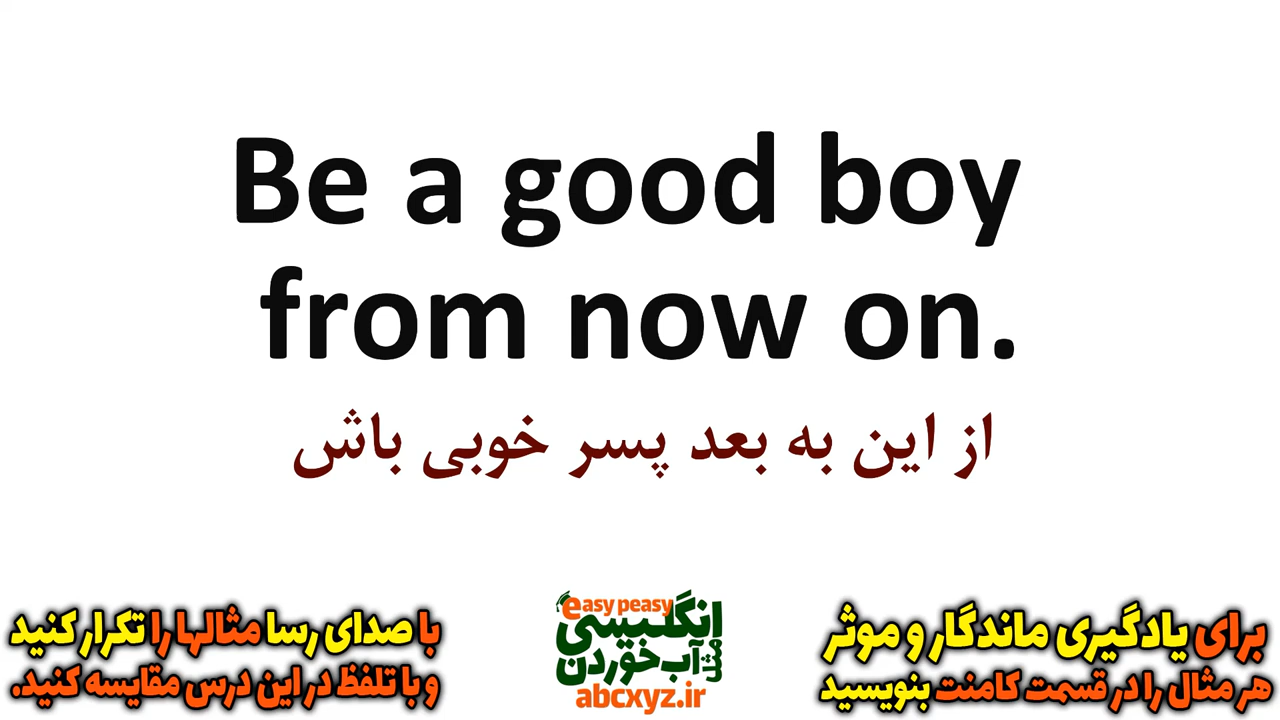 Be a good boy
from now on.
از این به بعد پسر خوبی باش
برای یادگیری ماندگار و موثر
هر مثال را در قسمت کامنت بنویسید
easy peasy
انگلیسی
مثل آب خوردن
abcxyz.ir
با صدای رسا مثالها را تکرار کنید
و با تلفظ در این درس مقایسه کنید.